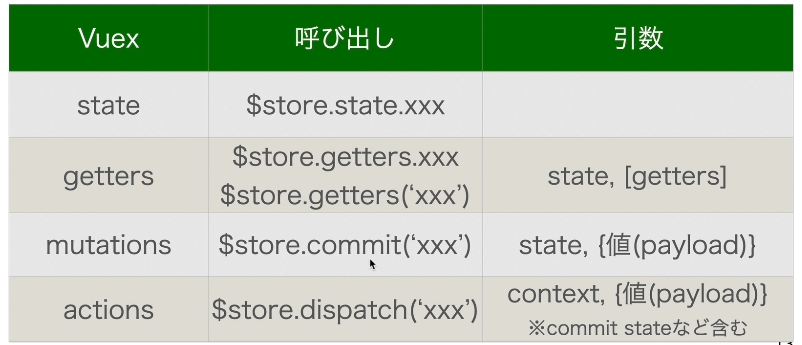 Vuex 呼び出し 引数
state $store.state.xxx
getters $store.getters.xxx
$store.getters(‘xxx’) state, [getters]
mutations $store.commit(‘xxx’) state, {値(payload)}
actions $store.dispatch(‘xxx’) context, {値(payload)}
※commit stateなど含む